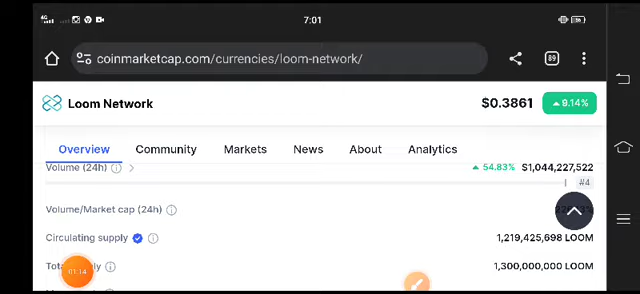 7:01
coinmarketcap.com/currencies/loom-network/
89
Loom Network $0.3861 9.14%
Overview Community Markets News About Analytics
Volume (24h) 54.83% $1,044,227,522
#4
Volume/Market cap (24h)
Circulating supply 1,219,425,698 LOOM
1,300,000,000 LOOM
01:14